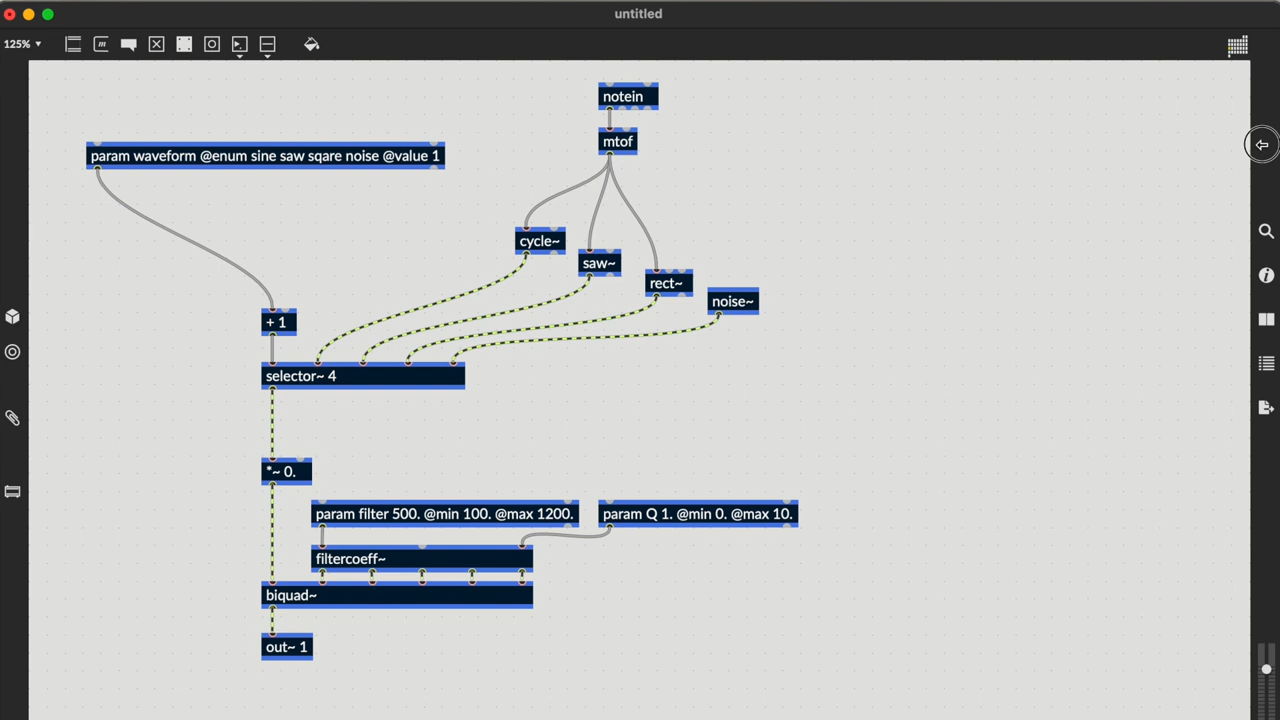 untitled
125%
notein
mtof
param waveform @enum sine saw sqare noise @value 1
cycle~
saw~
rect~
noise~
+ 1
selector~ 4
*~ 0.
param filter 500. @min 100. @max 1200.
param Q 1. @min 0. @max 10.
filtercoeff~
biquad~
out~ 1